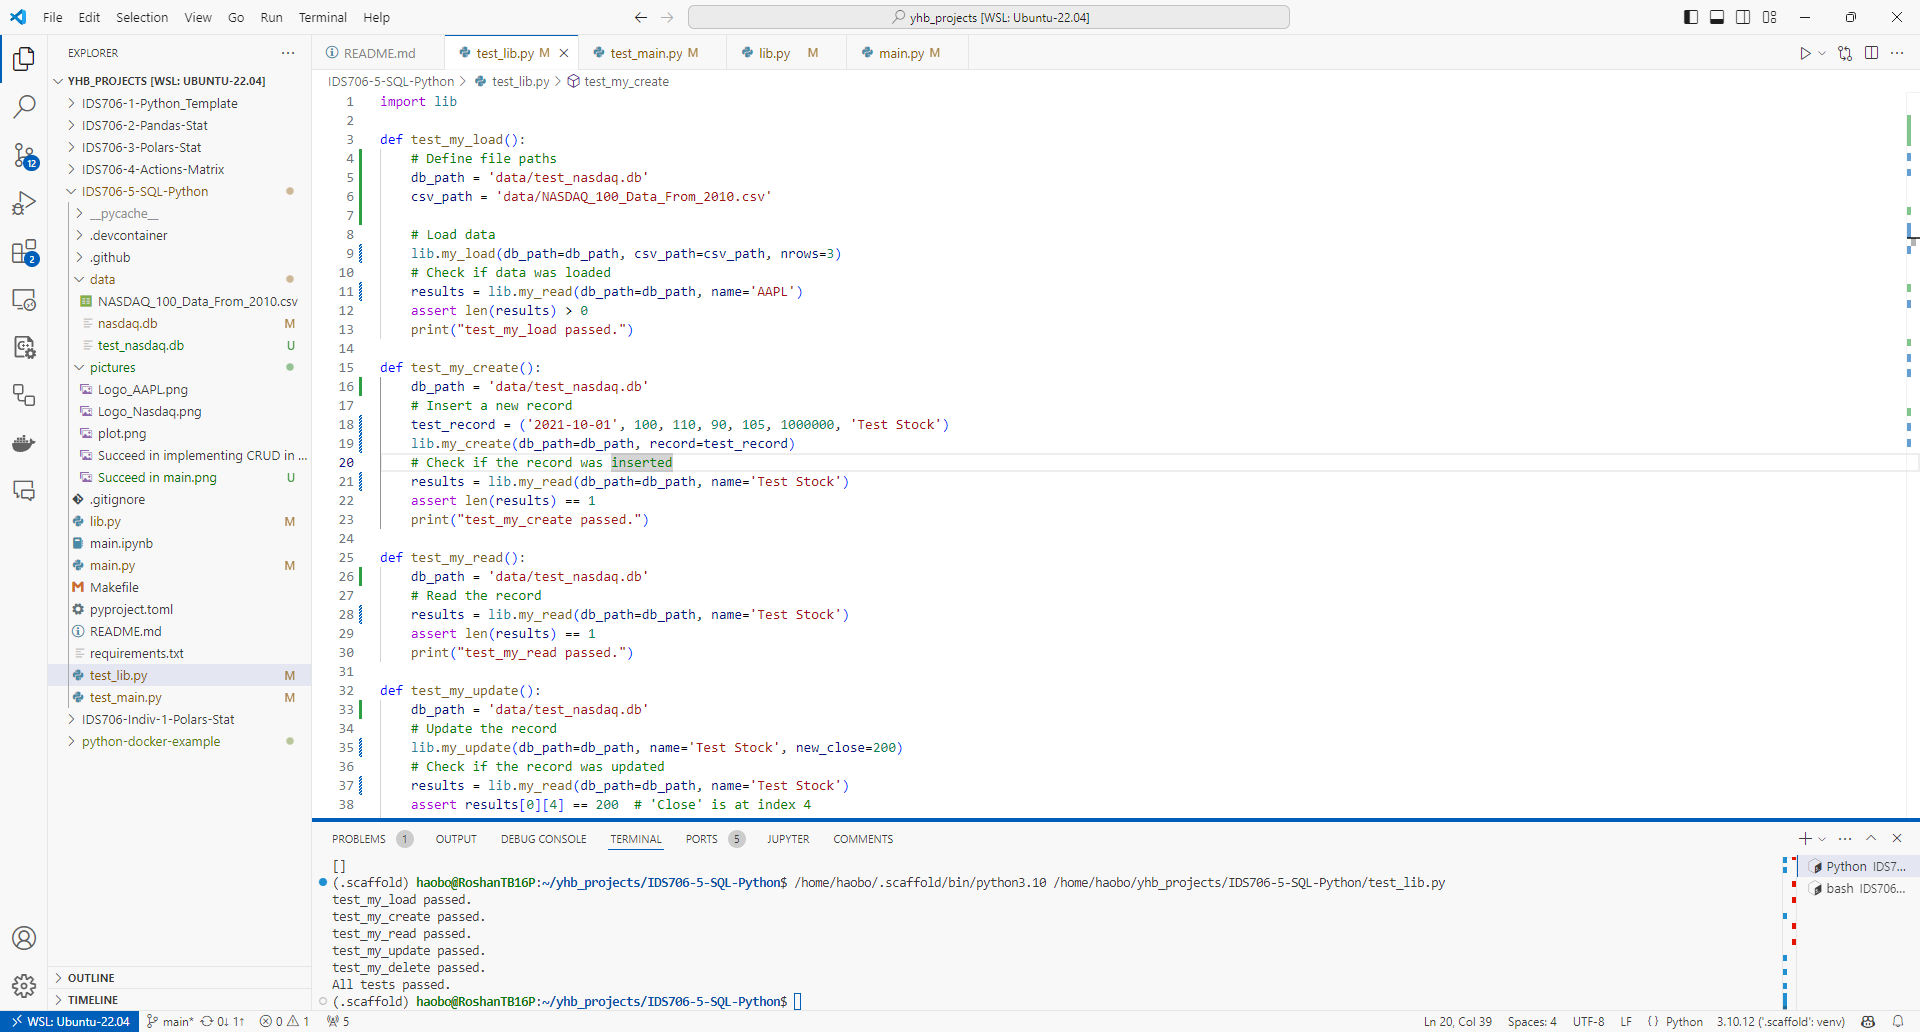 File Edit Selection View Go Run Terminal Help
yhb_projects [WSL: Ubuntu-22.04]
EXPLORER
YHB_PROJECTS [WSL: UBUNTU-22.04]
IDS706-1-Python_Template
IDS706-2-Pandas-Stat
IDS706-3-Polars-Stat
IDS706-4-Actions-Matrix
IDS706-5-SQL-Python
__pycache__
.devcontainer
.github
data
NASDAQ_100_Data_From_2010.csv
nasdaq.db M
test_nasdaq.db U
pictures
Logo_AAPL.png
Logo_Nasdaq.png
plot.png
Succeed in implementing CRUD in ...
Succeed in main.png U
.gitignore
lib.py M
main.ipynb
main.py M
Makefile
pyproject.toml
README.md
requirements.txt
test_lib.py M
test_main.py M
IDS706-Indiv-1-Polars-Stat
python-docker-example
OUTLINE
TIMELINE
12
2
README.md test_lib.py M test_main.py M lib.py M main.py M
IDS706-5-SQL-Python > test_lib.py > test_my_create
1 import lib
2
3 def test_my_load():
4 # Define file paths
5 db_path = 'data/test_nasdaq.db'
6 csv_path = 'data/NASDAQ_100_Data_From_2010.csv'
7
8 # Load data
9 lib.my_load(db_path=db_path, csv_path=csv_path, nrows=3)
10 # Check if data was loaded
11 results = lib.my_read(db_path=db_path, name='AAPL')
12 assert len(results) > 0
13 print("test_my_load passed.")
14
15 def test_my_create():
16 db_path = 'data/test_nasdaq.db'
17 # Insert a new record
18 test_record = ('2021-10-01', 100, 110, 90, 105, 1000000, 'Test Stock')
19 lib.my_create(db_path=db_path, record=test_record)
20 # Check if the record was inserted
21 results = lib.my_read(db_path=db_path, name='Test Stock')
22 assert len(results) == 1
23 print("test_my_create passed.")
24
25 def test_my_read():
26 db_path = 'data/test_nasdaq.db'
27 # Read the record
28 results = lib.my_read(db_path=db_path, name='Test Stock')
29 assert len(results) == 1
30 print("test_my_read passed.")
31
32 def test_my_update():
33 db_path = 'data/test_nasdaq.db'
34 # Update the record
35 lib.my_update(db_path=db_path, name='Test Stock', new_close=200)
36 # Check if the record was updated
37 results = lib.my_read(db_path=db_path, name='Test Stock')
38 assert results[0][4] == 200 # 'Close' is at index 4
PROBLEMS 1 OUTPUT DEBUG CONSOLE TERMINAL PORTS 5 JUPYTER COMMENTS
[]
(.scaffold) haobo@RoshanTB16P:~/yhb_projects/IDS706-5-SQL-Python$ /home/haobo/.scaffold/bin/python3.10 /home/haobo/yhb_projects/IDS706-5-SQL-Python/test_lib.py
test_my_load passed.
test_my_create passed.
test_my_read passed.
test_my_update passed.
test_my_delete passed.
All tests passed.
(.scaffold) haobo@RoshanTB16P:~/yhb_projects/IDS706-5-SQL-Python$
Python IDS7...
bash IDS706...
WSL: Ubuntu-22.04 main* 0↓ 1↑ 0 1 5 Ln 20, Col 39 Spaces: 4 UTF-8 LF Python 3.10.12 ('.scaffold': venv)